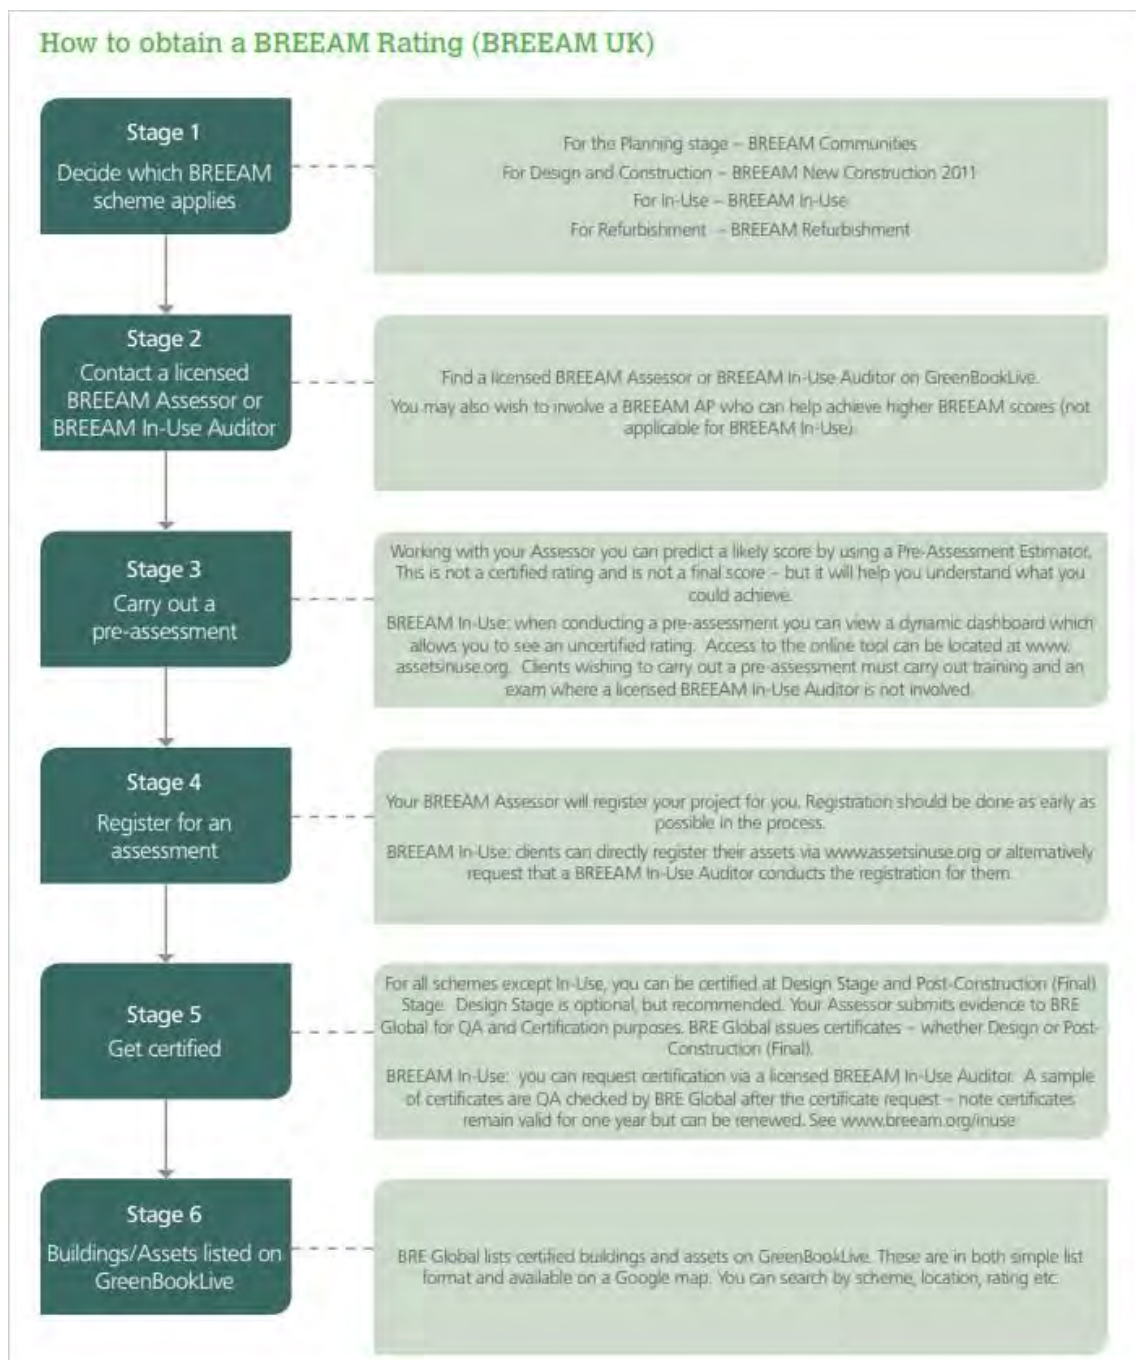 How to obtain a BREEAM Rating (BREEAM UK)
Stage 1
Decide which BREEAM
scheme applies
For the Planning stage – BREEAM Communities
For Design and Construction – BREEAM New Construction 2011
For In-Use – BREEAM In-Use
For Refurbishment – BREEAM Refurbishment
Stage 2
Contact a licensed
BREEAM Assessor or
BREEAM In-Use Auditor
Find a licensed BREEAM Assessor or BREEAM In-Use Auditor on GreenBookLive.
You may also wish to involve a BREEAM AP who can help achieve higher BREEAM scores (not
applicable for BREEAM In-Use).
Stage 3
Carry out a
pre-assessment
Working with your Assessor you can predict a likely score by using a Pre-Assessment Estimator.
This is not a certified rating and is not a final score – but it will help you understand what you
could achieve.
BREEAM In-Use: when conducting a pre-assessment you can view a dynamic dashboard which
allows you to see an uncertified rating. Access to the online tool can be located at www.
assetsinuse.org. Clients wishing to carry out a pre-assessment must carry out training and an
exam where a licensed BREEAM In-Use Auditor is not involved.
Stage 4
Register for an
assessment
Your BREEAM Assessor will register your project for you. Registration should be done as early as
possible in the process.
BREEAM In-Use: clients can directly register their assets via www.assetsinuse.org or alternatively
request that a BREEAM In-Use Auditor conducts the registration for them.
Stage 5
Get certified
For all schemes except In-Use, you can be certified at Design Stage and Post-Construction (Final)
Stage. Design Stage is optional, but recommended. Your Assessor submits evidence to BRE
Global for QA and Certification purposes. BRE Global issues certificates – whether Design or Post-
Construction (Final).
BREEAM In-Use: you can request certification via a licensed BREEAM In-Use Auditor. A sample
of certificates are QA checked by BRE Global after the certificate request – note certificates
remain valid for one year but can be renewed. See www.breeam.org/inuse
Stage 6
Buildings/Assets listed on
GreenBookLive
BRE Global lists certified buildings and assets on GreenBookLive. These are in both simple list
format and available on a Google map. You can search by scheme, location, rating etc.